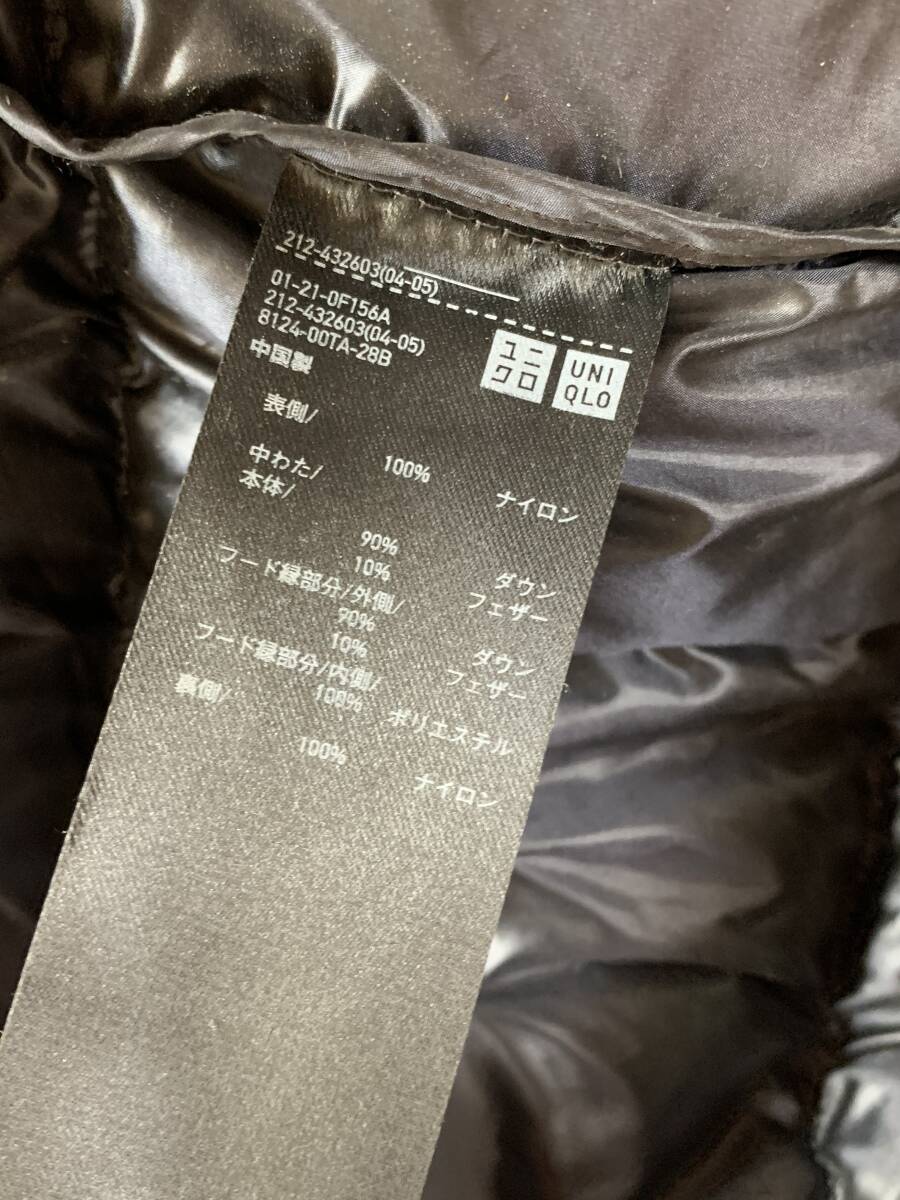 212-432603(04-05)
01-21-0F156A
212-432603(04-05)
8124-00TA-28B
中国製
ユニ
クロ
UNI
QLO
表側/
100% ナイロン
中わた/
本体/
90% ダウン
10% フェザー
フード縁部分/外側/
90% ダウン
10% フェザー
フード縁部分/内側/
100% ポリエステル
裏側/
100% ナイロン